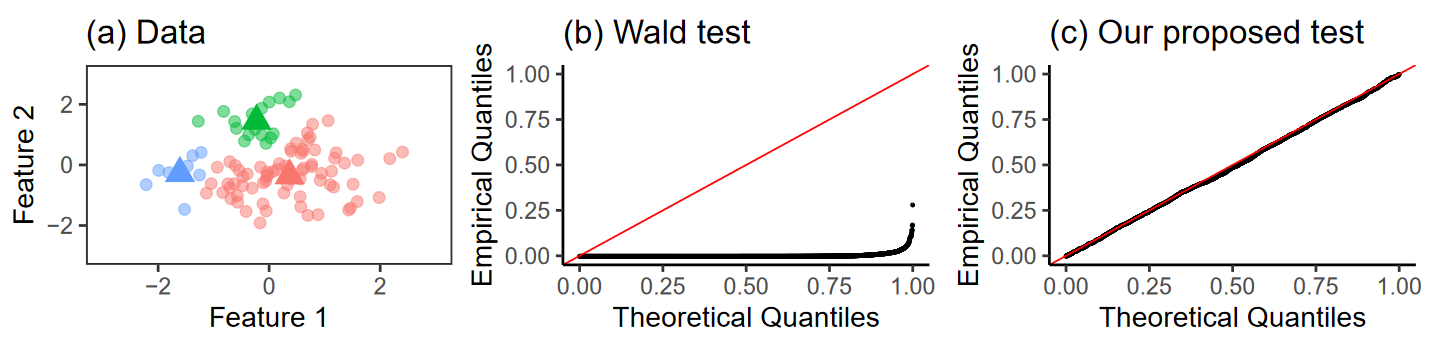 (a) Data
Feature 2
2
0
−2
−2 0 2
Feature 1
(b) Wald test
Empirical Quantiles
1.00
0.75
0.50
0.25
0.00
0.00 0.25 0.50 0.75 1.00
Theoretical Quantiles
(c) Our proposed test
Empirical Quantiles
1.00
0.75
0.50
0.25
0.00
0.00 0.25 0.50 0.75 1.00
Theoretical Quantiles